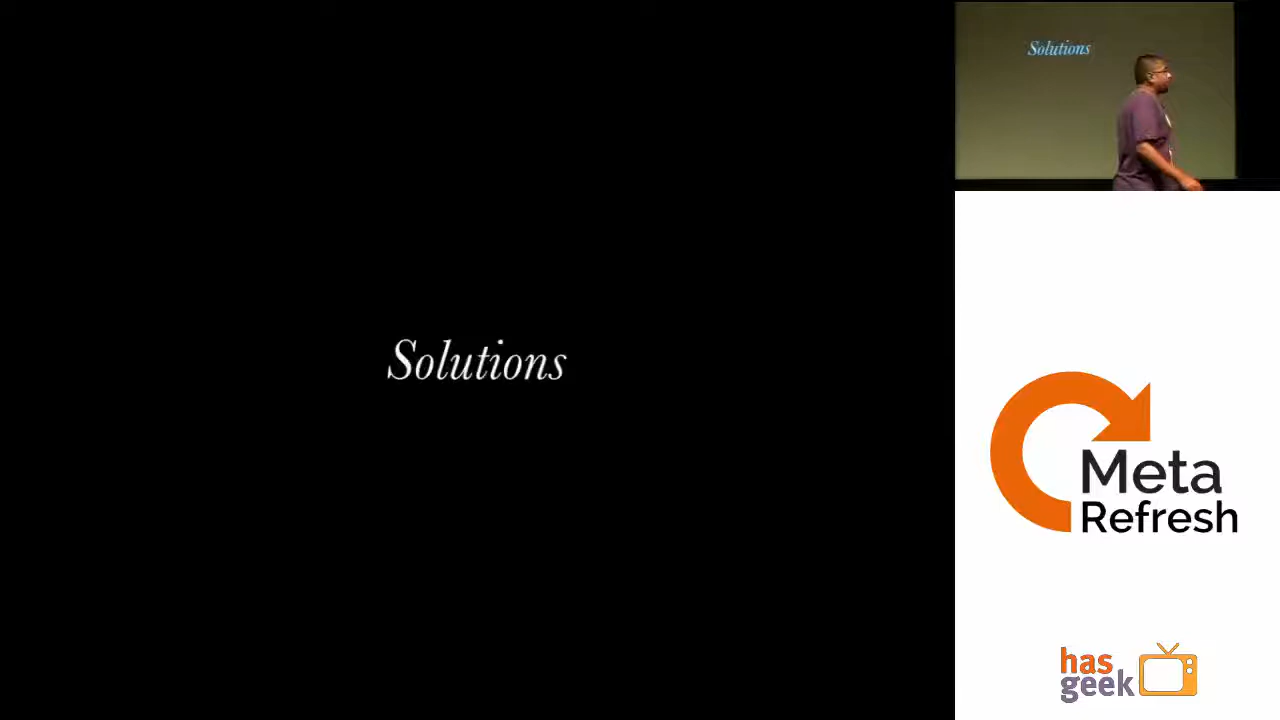 Solutions
Solutions
Meta
Refresh
has
geek